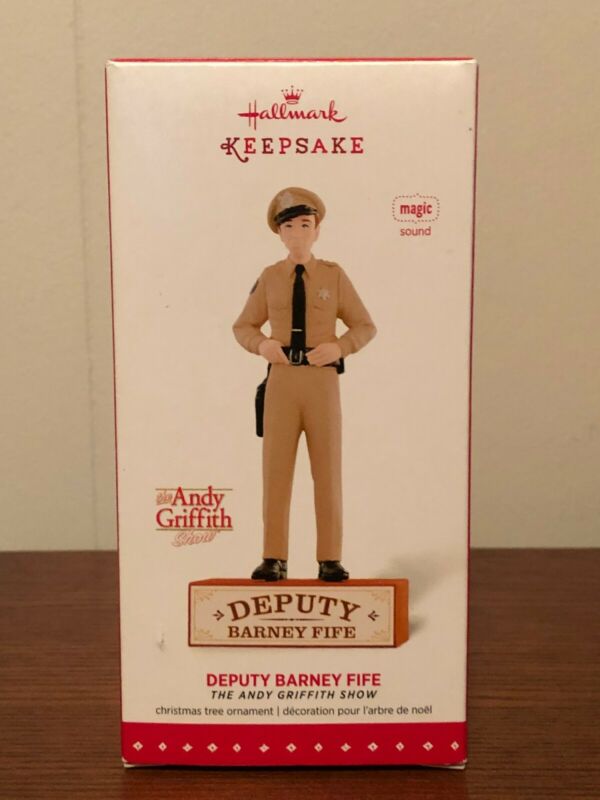 Hallmark
KEEPSAKE
magic
sound
the Andy
Griffith
Show
DEPUTY
BARNEY FIFE
DEPUTY BARNEY FIFE
THE ANDY GRIFFITH SHOW
christmas tree ornament | décoration pour l'arbre de noël